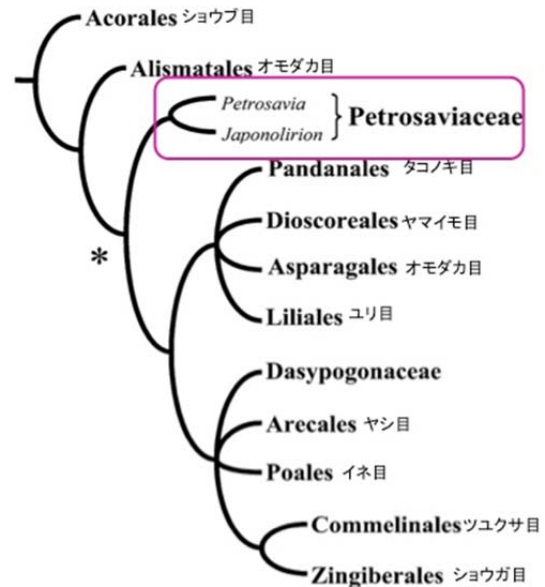 Acorales ショウブ目
Alismatales オモダカ目
Petrosavia
Japonolirion
Petrosaviaceae
Pandanales タコノキ目
Dioscoreales ヤマイモ目
Asparagales オモダカ目
Liliales ユリ目
*
Dasypogonaceae
Arecales ヤシ目
Poales イネ目
Commelinales ツユクサ目
Zingiberales ショウガ目